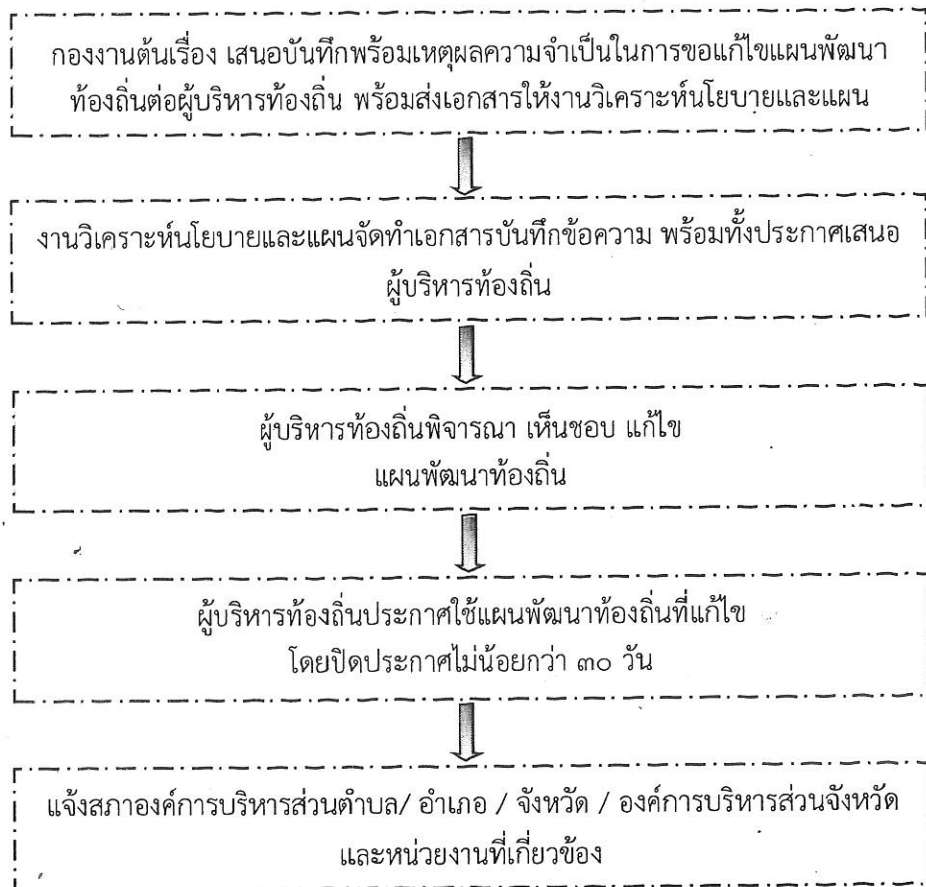 กองงานต้นเรื่อง เสนอบันทึกพร้อมเหตุผลความจำเป็นในการขอแก้ไขแผนพัฒนา
ท้องถิ่นต่อผู้บริหารท้องถิ่น พร้อมส่งเอกสารให้งานวิเคราะห์นโยบายและแผน
งานวิเคราะห์นโยบายและแผนจัดทำเอกสารบันทึกข้อความ พร้อมทั้งประกาศเสนอ
ผู้บริหารท้องถิ่น
ผู้บริหารท้องถิ่นพิจารณา เห็นชอบ แก้ไข
แผนพัฒนาท้องถิ่น
ผู้บริหารท้องถิ่นประกาศใช้แผนพัฒนาท้องถิ่นที่แก้ไข
โดยปิดประกาศไม่น้อยกว่า ๓๐ วัน
แจ้งสภาองค์การบริหารส่วนตำบล/ อำเภอ / จังหวัด / องค์การบริหารส่วนจังหวัด
และหน่วยงานที่เกี่ยวข้อง